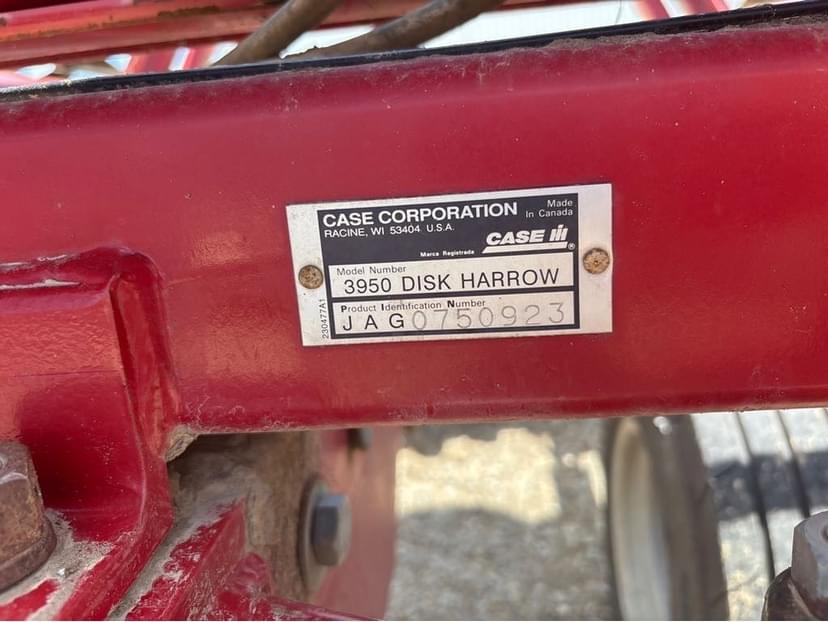 CASE CORPORATION
RACINE, WI 53404 U.S.A.
Made
In Canada
Marca Registrada
CASE IH®
Model Number
3950 DISK HARROW
Product Identification Number
JAG0750923
230477A1